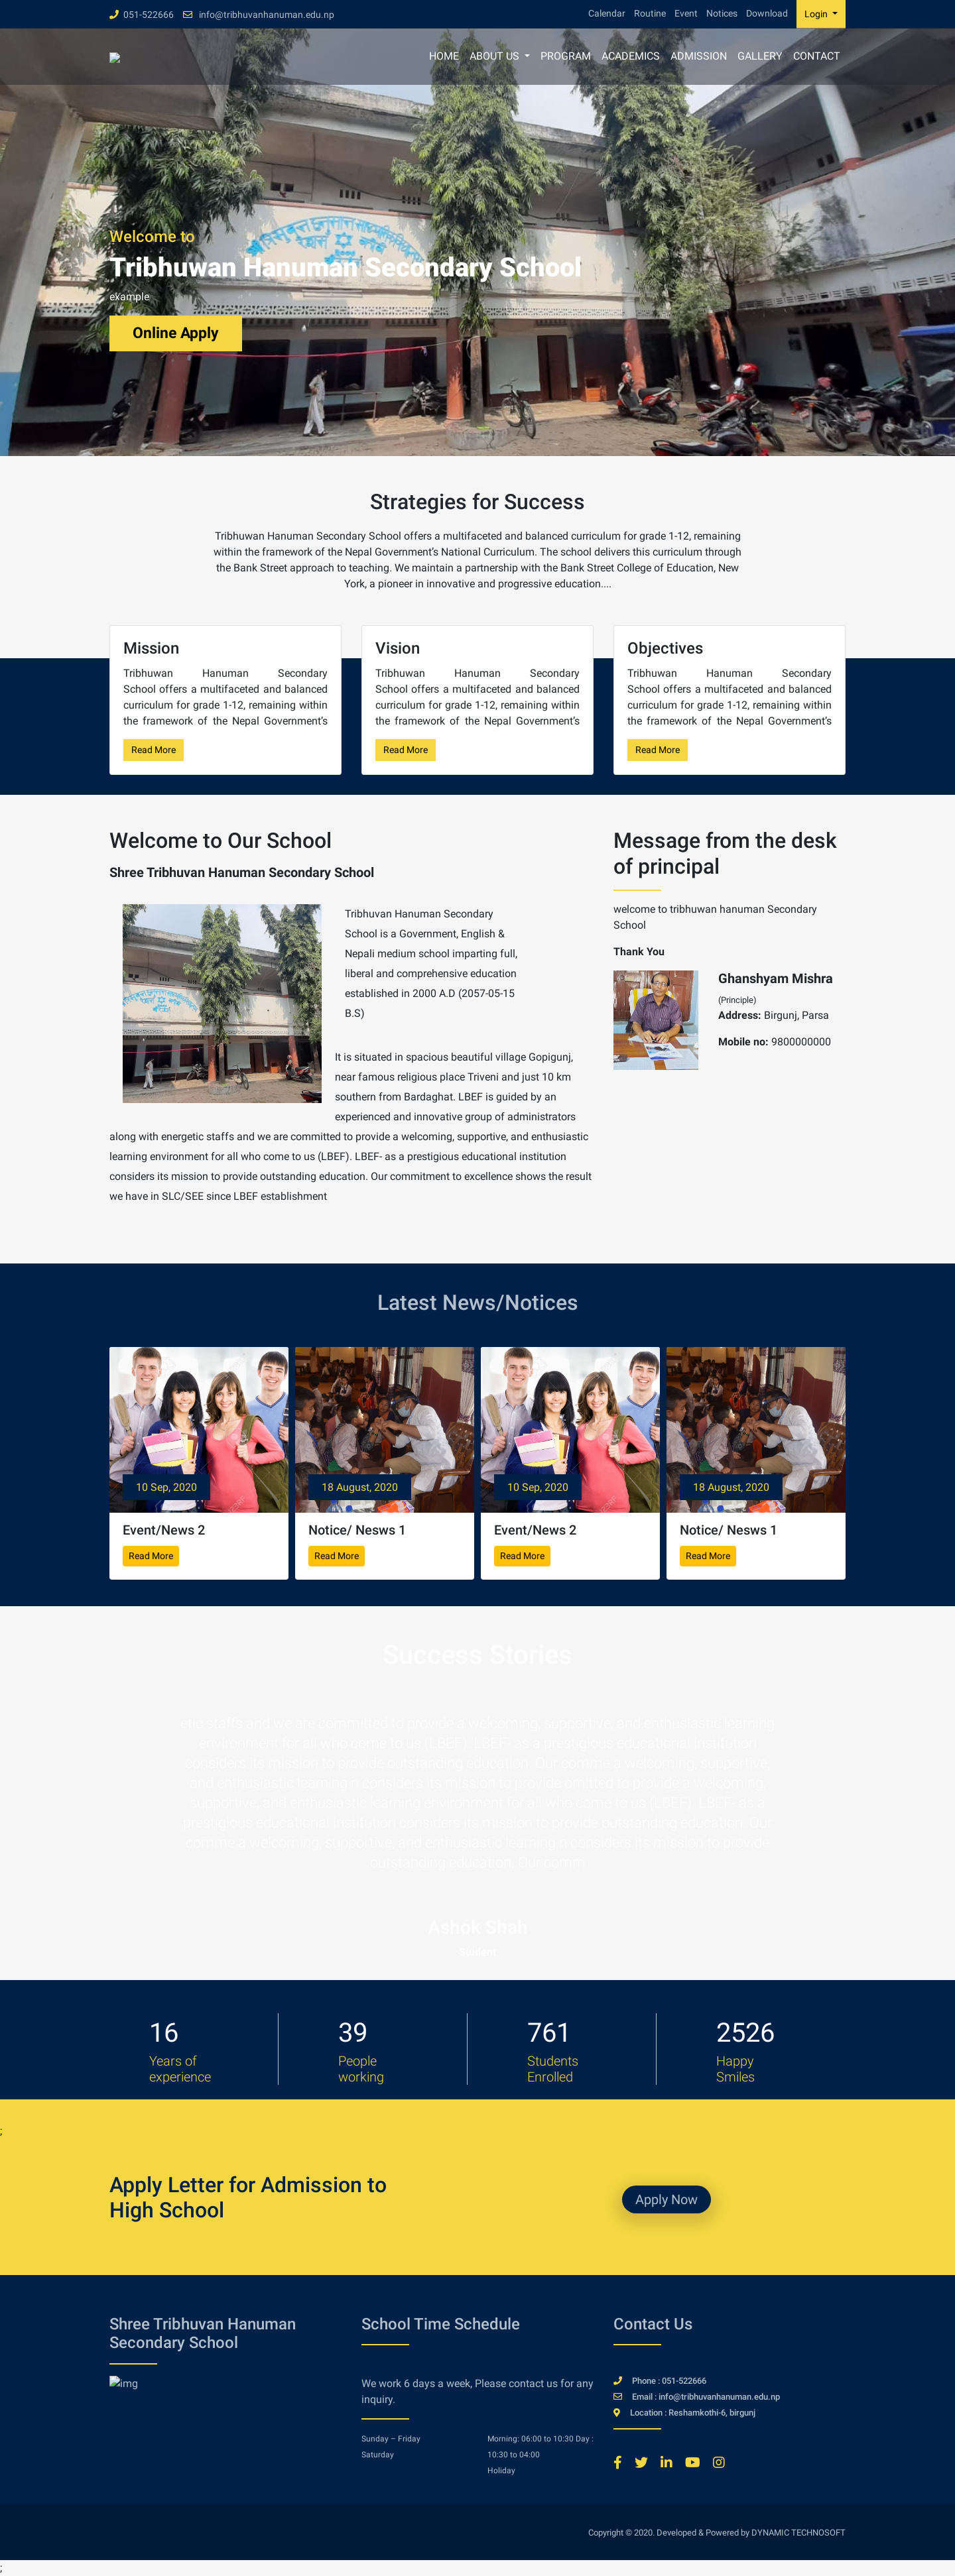 051-522666 info@tribhuvanhanuman.edu.np
Calendar Routine Event Notices Download Login
HOME ABOUT US PROGRAM ACADEMICS ADMISSION GALLERY CONTACT
Welcome to
Tribhuwan Hanuman Secondary School
example
Online Apply
Strategies for Success
Tribhuwan Hanuman Secondary School offers a multifaceted and balanced curriculum for grade 1-12, remaining
within the framework of the Nepal Government's National Curriculum. The school delivers this curriculum through
the Bank Street approach to teaching. We maintain a partnership with the Bank Street College of Education, New
York, a pioneer in innovative and progressive education....
Mission
Tribhuwan Hanuman Secondary
School offers a multifaceted and balanced
curriculum for grade 1-12, remaining within
the framework of the Nepal Government's
Read More
Vision
Tribhuwan Hanuman Secondary
School offers a multifaceted and balanced
curriculum for grade 1-12, remaining within
the framework of the Nepal Government's
Read More
Objectives
Tribhuwan Hanuman Secondary
School offers a multifaceted and balanced
curriculum for grade 1-12, remaining within
the framework of the Nepal Government's
Read More
Welcome to Our School
Shree Tribhuvan Hanuman Secondary School
Tribhuvan Hanuman Secondary
School is a Government, English &
Nepali medium school imparting full,
liberal and comprehensive education
established in 2000 A.D (2057-05-15
B.S)
It is situated in spacious beautiful village Gopigunj,
near famous religious place Triveni and just 10 km
southern from Bardaghat. LBEF is guided by an
experienced and innovative group of administrators
along with energetic staffs and we are committed to provide a welcoming, supportive, and enthusiastic
learning environment for all who come to us (LBEF). LBEF- as a prestigious educational institution
considers its mission to provide outstanding education. Our commitment to excellence shows the result
we have in SLC/SEE since LBEF establishment
Message from the desk
of principal
welcome to tribhuwan hanuman Secondary
School
Thank You
Ghanshyam Mishra
(Principle)
Address: Birgunj, Parsa
Mobile no: 9800000000
Latest News/Notices
10 Sep, 2020
Event/News 2
Read More
18 August, 2020
Notice/ Nesws 1
Read More
10 Sep, 2020
Event/News 2
Read More
18 August, 2020
Notice/ Nesws 1
Read More
Success Stories
etic staffs and we are committed to provide a welcoming, supportive, and enthusiastic learning
environment for all who come to us (LBEF). LBEF- as a prestigious educational institution
considers its mission to provide outstanding education. Our comme a welcoming, supportive,
and enthusiastic learning n considers its mission to provide omitted to provide a welcoming,
supportive, and enthusiastic learning environment for all who come to us (LBEF). LBEF- as a
prestigious educational institution considers its mission to provide outstanding education. Our
comme a welcoming, supportive, and enthusiastic learning n considers its mission to provide
outstanding education. Our comm
Ashok Shah
Student
16
Years of
experience
39
People
working
761
Students
Enrolled
2526
Happy
Smiles
;
Apply Letter for Admission to
High School
Apply Now
Shree Tribhuvan Hanuman
Secondary School
img
School Time Schedule
We work 6 days a week, Please contact us for any
inquiry.
Sunday – Friday
Saturday
Morning: 06:00 to 10:30 Day :
10:30 to 04:00
Holiday
Contact Us
Phone : 051-522666
Email : info@tribhuvanhanuman.edu.np
Location : Reshamkothi-6, birgunj
Copyright © 2020. Developed & Powered by DYNAMIC TECHNOSOFT
;